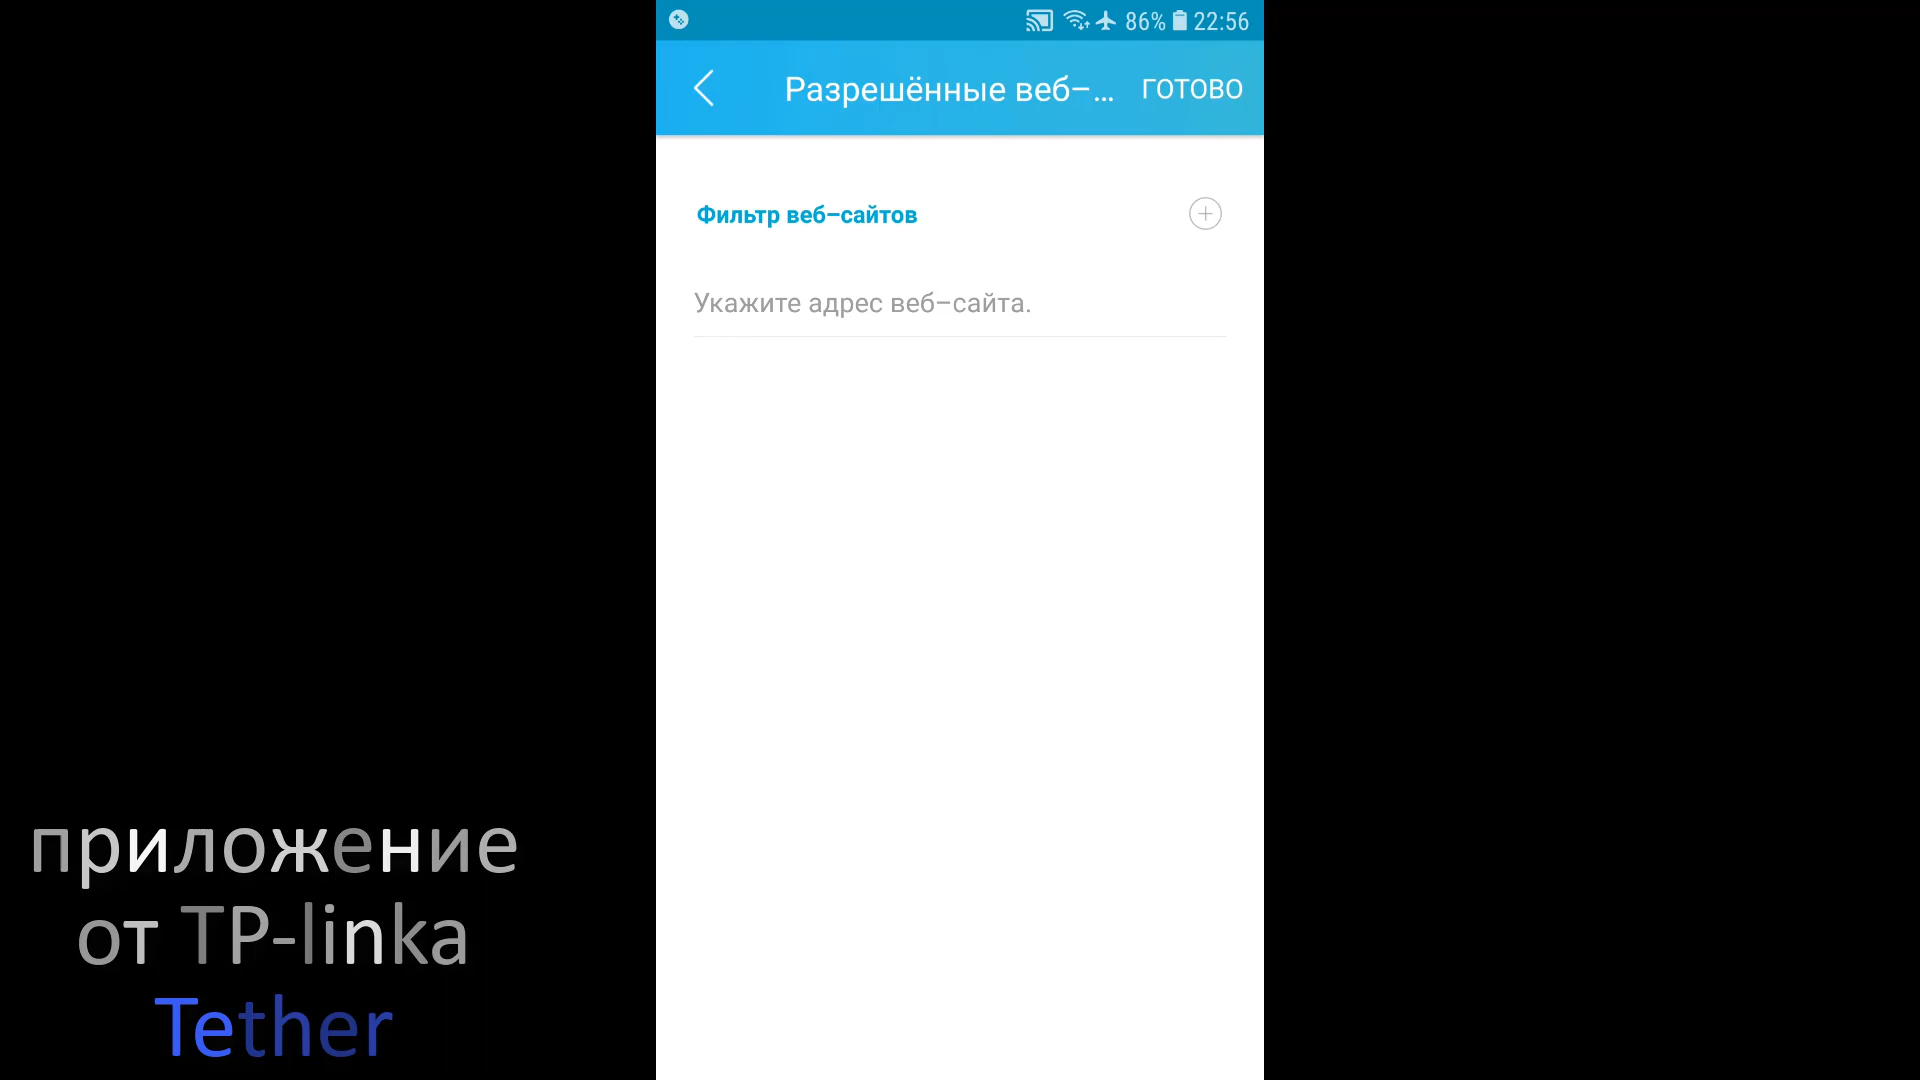 86% 22:56
Разрешённые веб-... ГОТОВО
Фильтр веб-сайтов
Укажите адрес веб-сайта.
приложение
от TP-linka
Tether